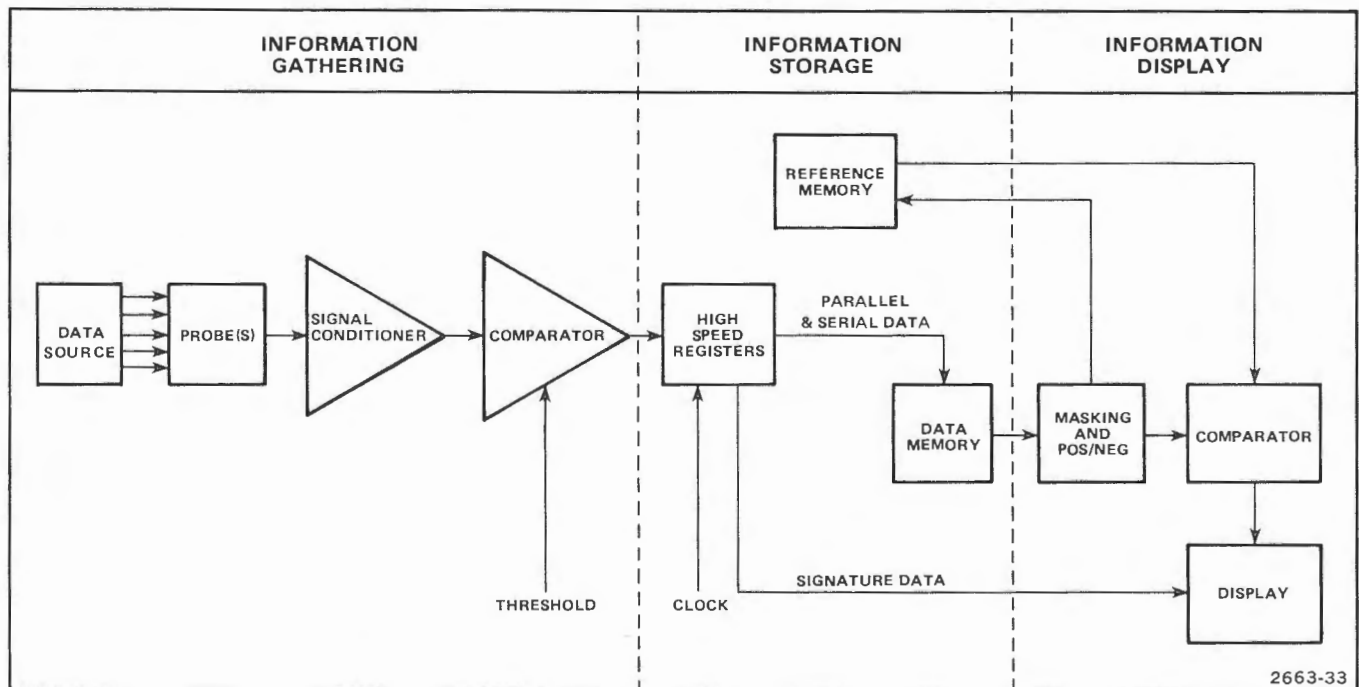 INFORMATION
GATHERING
INFORMATION
STORAGE
INFORMATION
DISPLAY
REFERENCE
MEMORY
DATA
SOURCE
PROBE(S)
SIGNAL
CONDITIONER
COMPARATOR
HIGH
SPEED
REGISTERS
PARALLEL
& SERIAL DATA
DATA
MEMORY
MASKING
AND
POS/NEG
COMPARATOR
THRESHOLD
CLOCK
SIGNATURE DATA
DISPLAY
2663-33